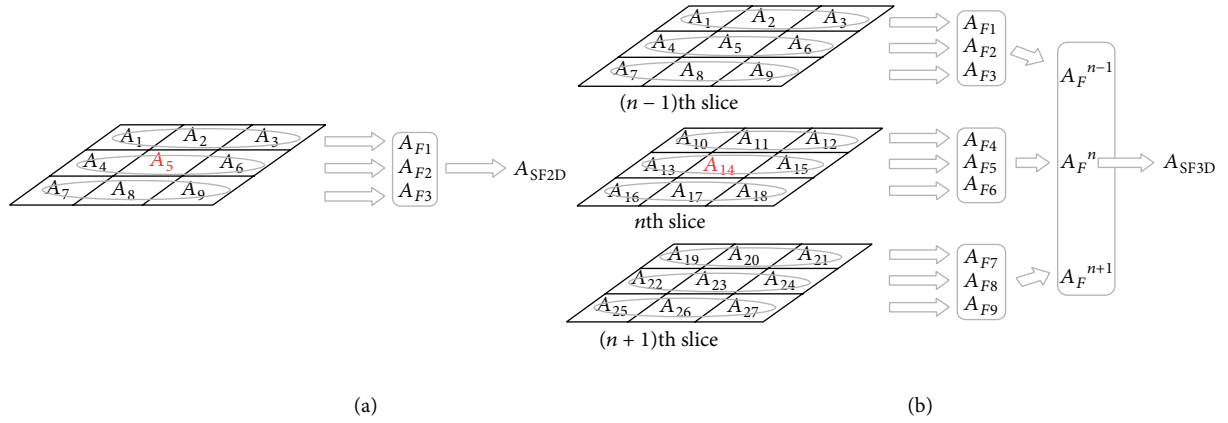 A1 A2 A3
A4 A5 A6
A7 A8 A9
AF1
AF2
AF3
ASF2D
(a)
A1 A2 A3
A4 A5 A6
A7 A8 A9
(n − 1)th slice
AF1
AF2
AF3
A10 A11 A12
A13 A14 A15
A16 A17 A18
nth slice
AF4
AF5
AF6
A19 A20 A21
A22 A23 A24
A25 A26 A27
(n + 1)th slice
AF7
AF8
AF9
AF^n−1
AF^n
AF^n+1
ASF3D
(b)